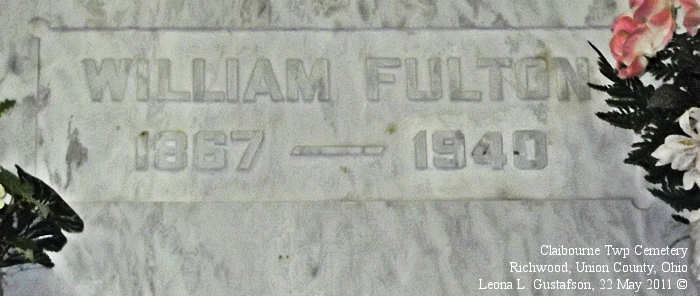 WILLIAM FULTON
1867 — 1940
Claibourne Twp Cemetery
Richwood, Union County, Ohio
Leona L. Gustafson, 22 May 2011 ©